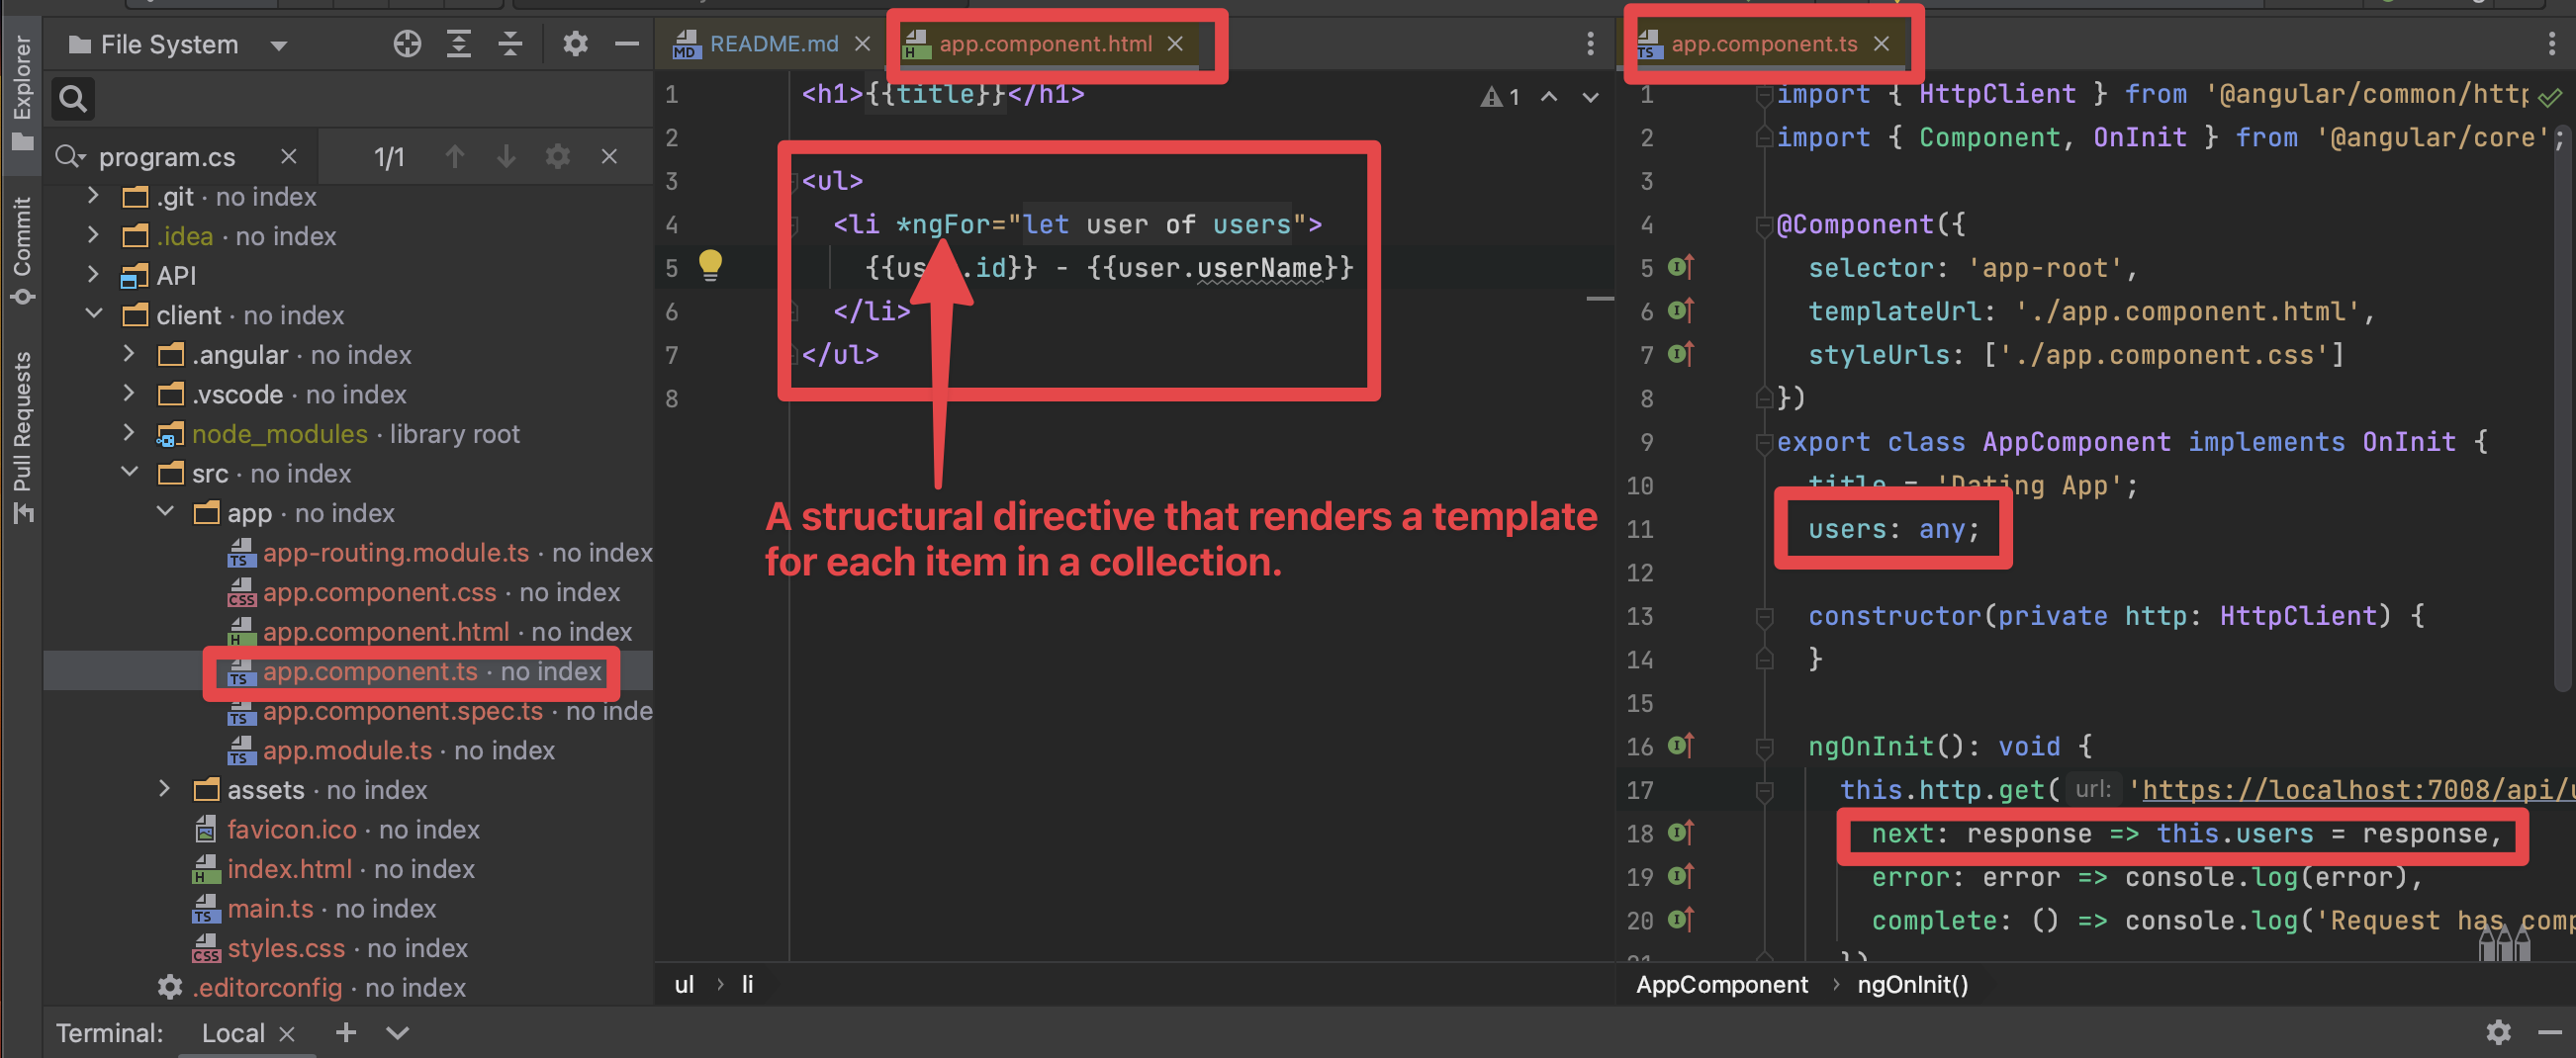 Explorer
Commit
Pull Requests
File System
program.cs
1/1
.git · no index
.idea · no index
API
client · no index
.angular · no index
.vscode · no index
node_modules · library root
src · no index
app · no index
app-routing.module.ts · no index
app.component.css · no index
app.component.html · no index
app.component.ts · no index
app.component.spec.ts · no inde
app.module.ts · no index
assets · no index
favicon.ico · no index
index.html · no index
main.ts · no index
styles.css · no index
.editorconfig · no index
README.md
app.component.html
1
1 <h1>{{title}}</h1>
2
3 <ul>
4 <li *ngFor="let user of users">
5 .id}} - {{user.userName}}
6 </li>
7 </ul>
8
A structural directive that renders a template
for each item in a collection.
ul › li
app.component.ts
1 import { HttpClient } from '@angular/common/http
2 import { Component, OnInit } from '@angular/core';
3
4 @Component({
5 selector: 'app-root',
6 templateUrl: './app.component.html',
7 styleUrls: ['./app.component.css']
8 })
9 export class AppComponent implements OnInit {
10 title = 'Dating App';
11 users: any;
12
13 constructor(private http: HttpClient) {
14 }
15
16 ngOnInit(): void {
17 this.http.get( url: 'https://localhost:7008/api/u
18 next: response => this.users = response,
19 error: error => console.log(error),
20 complete: () => console.log('Request has comp
21 })
AppComponent › ngOnInit()
Terminal: Local